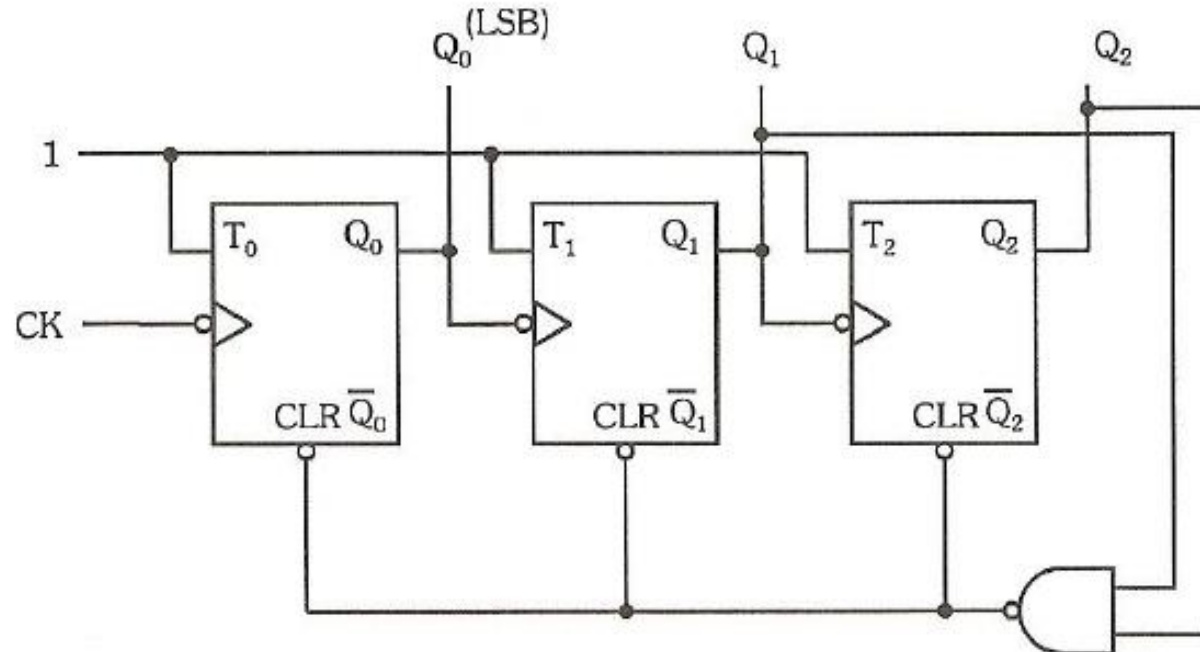 Q₀(LSB) Q₁ Q₂
1
T₀ Q₀ T₁ Q₁ T₂ Q₂
CK
CLR Q̅₀ CLR Q̅₁ CLR Q̅₂